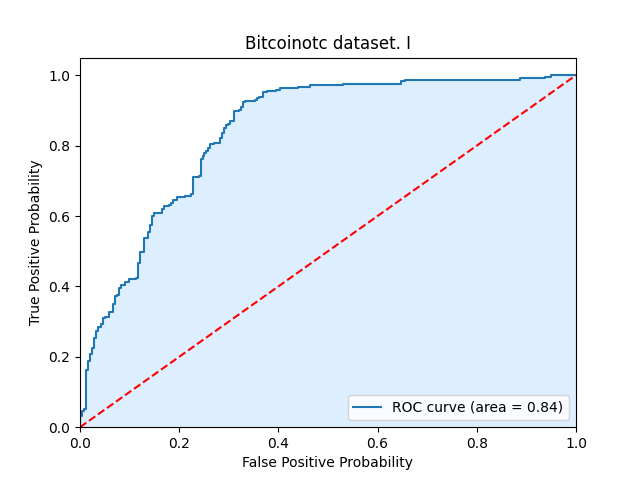 Bitcoinotc dataset. I
True Positive Probability
1.0
0.8
0.6
0.4
0.2
0.0
ROC curve (area = 0.84)
0.0 0.2 0.4 0.6 0.8 1.0
False Positive Probability